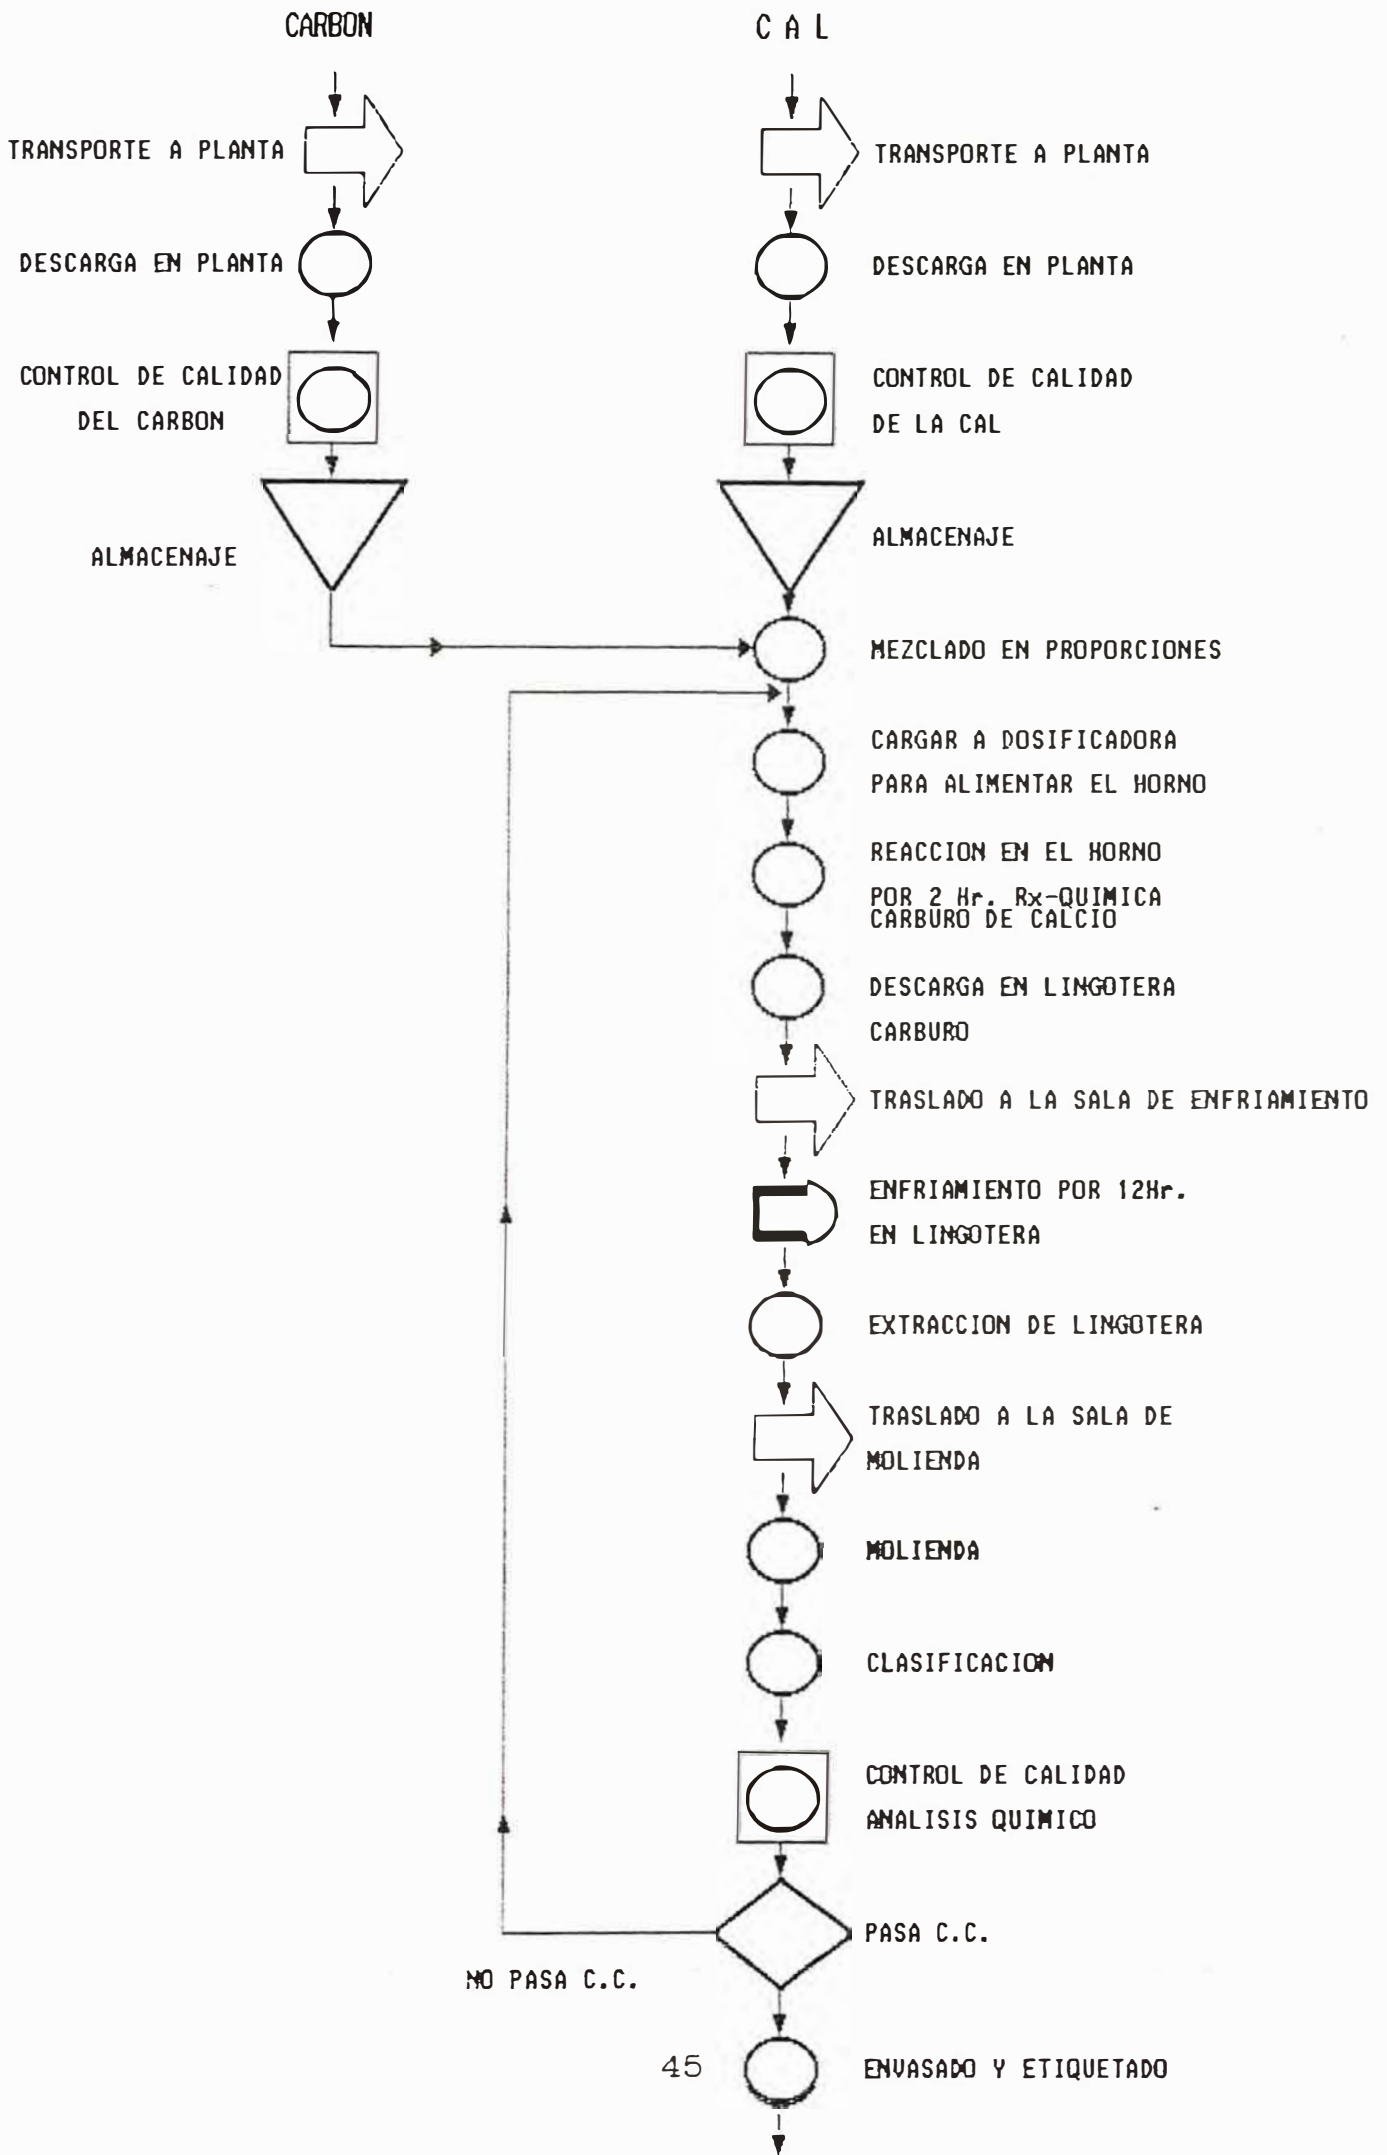 CARBON
C A L
TRANSPORTE A PLANTA
TRANSPORTE A PLANTA
DESCARGA EN PLANTA
DESCARGA EN PLANTA
CONTROL DE CALIDAD
DEL CARBON
CONTROL DE CALIDAD
DE LA CAL
ALMACENAJE
ALMACENAJE
MEZCLADO EN PROPORCIONES
CARGAR A DOSIFICADORA
PARA ALIMENTAR EL HORNO
REACCION EN EL HORNO
POR 2 Hr. Rx-QUIMICA
CARBURO DE CALCIO
DESCARGA EN LINGOTERA
CARBURO
TRASLADO A LA SALA DE ENFRIAMIENTO
ENFRIAMIENTO POR 12Hr.
EN LINGOTERA
EXTRACCION DE LINGOTERA
TRASLADO A LA SALA DE
MOLIENDA
MOLIENDA
CLASIFICACION
CONTROL DE CALIDAD
ANALISIS QUIMICO
PASA C.C.
NO PASA C.C.
ENVASADO Y ETIQUETADO
45